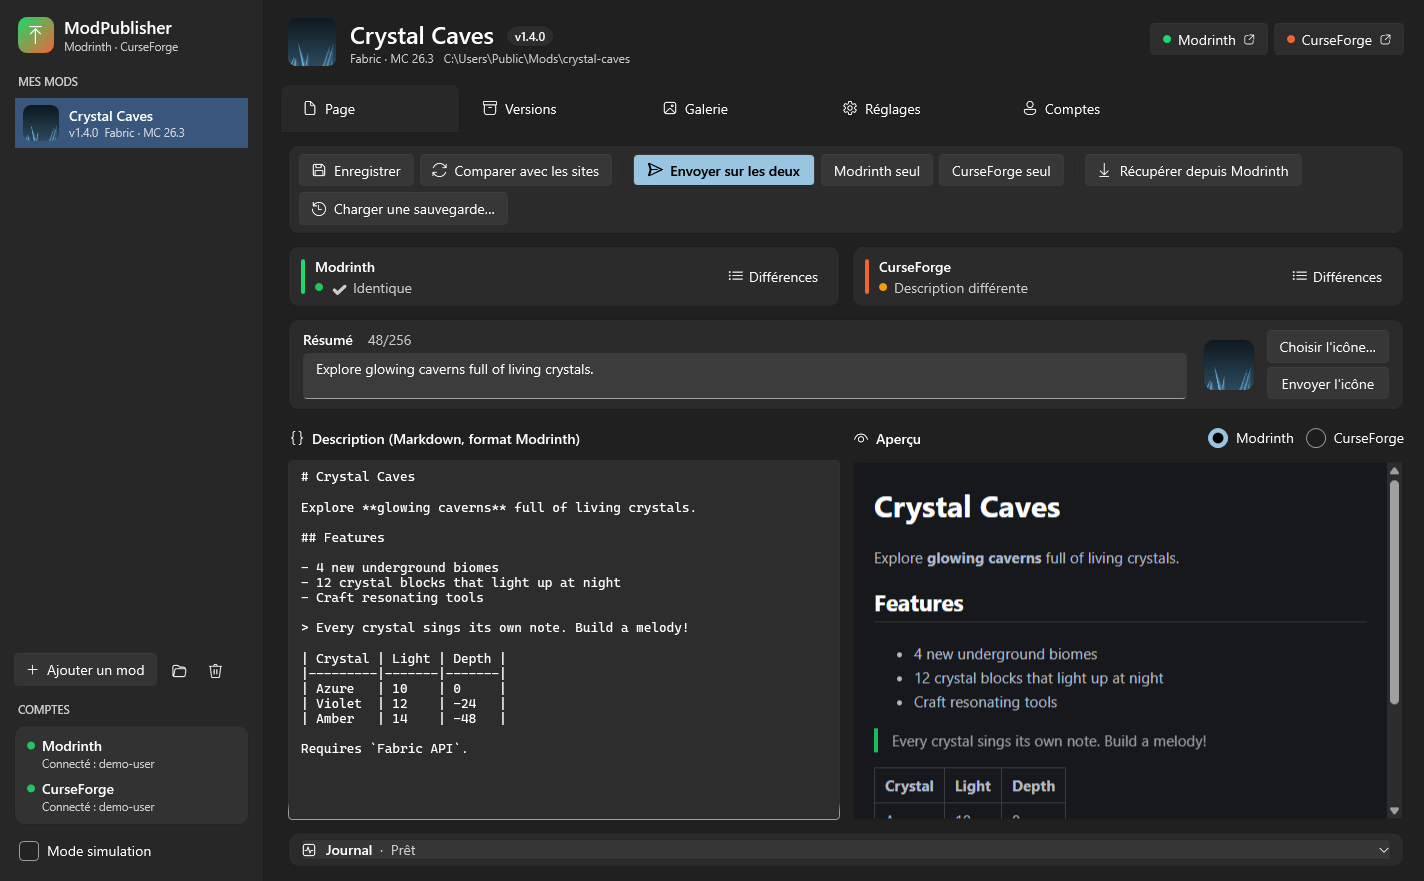 ModPublisher
Modrinth · CurseForge
MES MODS
Crystal Caves
v1.4.0 Fabric · MC 26.3
Ajouter un mod
COMPTES
Modrinth
Connecté : demo-user
CurseForge
Connecté : demo-user
Mode simulation
Crystal Caves v1.4.0
Fabric · MC 26.3 C:\Users\Public\Mods\crystal-caves
Modrinth CurseForge
Page Versions Galerie Réglages Comptes
Enregistrer Comparer avec les sites Envoyer sur les deux Modrinth seul CurseForge seul Récupérer depuis Modrinth
Charger une sauvegarde...
Modrinth
Identique
Différences
CurseForge
Description différente
Différences
Résumé 48/256
Explore glowing caverns full of living crystals.
Choisir l'icône...
Envoyer l'icône
{} Description (Markdown, format Modrinth)
# Crystal Caves
Explore **glowing caverns** full of living crystals.
## Features
- 4 new underground biomes
- 12 crystal blocks that light up at night
- Craft resonating tools
> Every crystal sings its own note. Build a melody!
| Crystal | Light | Depth |
|---------|-------|-------|
| Azure | 10 | 0 |
| Violet | 12 | -24 |
| Amber | 14 | -48 |
Requires `Fabric API`.
Aperçu Modrinth CurseForge
Crystal Caves
Explore glowing caverns full of living crystals.
Features
• 4 new underground biomes
• 12 crystal blocks that light up at night
• Craft resonating tools
Every crystal sings its own note. Build a melody!
Crystal Light Depth
Journal · Prêt